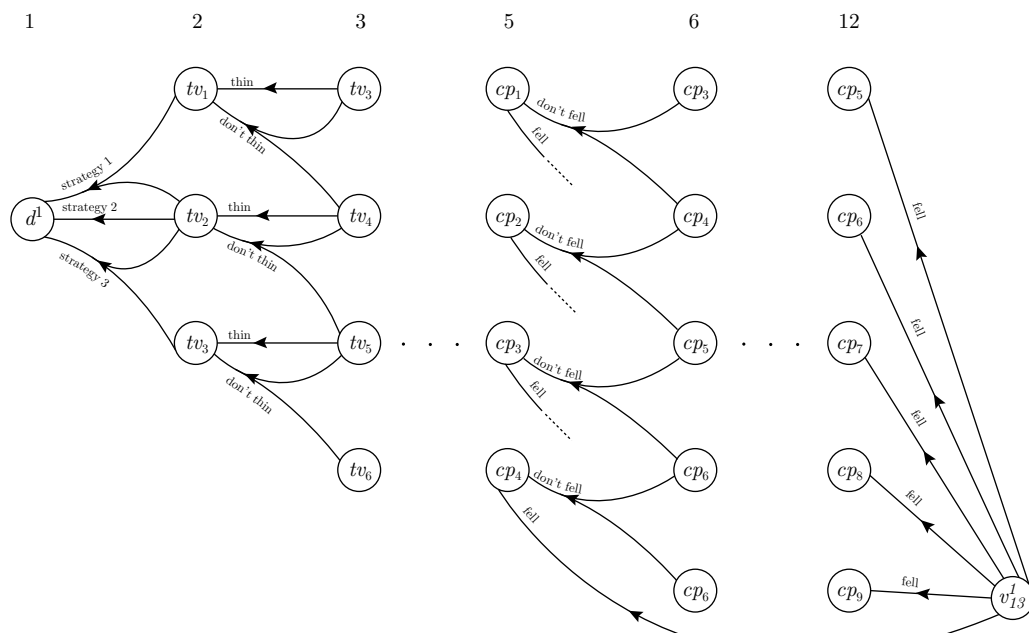 1 2 3 5 6 12
tv₁ thin tv₃ cp₁ don't fell cp₃ cp₅
don't thin fell
strategy 1
d¹ strategy 2 tv₂ thin tv₄ cp₂ don't fell cp₄ cp₆ fell
strategy 3 don't thin fell fell
tv₃ thin tv₅ . . . cp₃ don't fell cp₅ . . . cp₇
don't thin fell fell
tv₆ cp₄ don't fell cp₆ cp₈ fell
fell
cp₆ cp₉ fell v¹₁₃